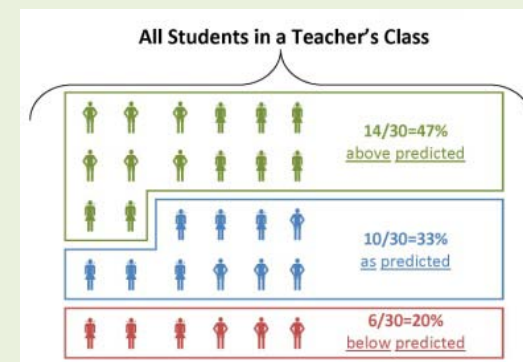 All Students in a Teacher's Class
14/30=47%
above predicted
10/30=33%
as predicted
6/30=20%
below predicted